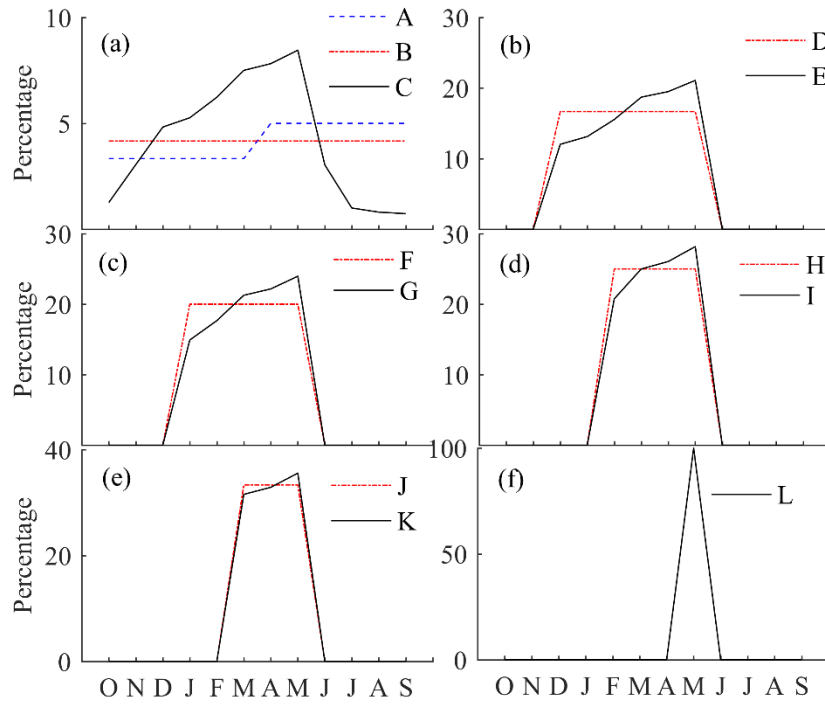 (a)
A
B
C
Percentage
10
5
(b)
D
E
30
20
10
0
(c)
F
G
Percentage
30
20
10
(d)
H
I
30
20
10
(e)
J
K
Percentage
40
20
0
O N D J F M A M J J A S
(f)
L
100
50
0
O N D J F M A M J J A S